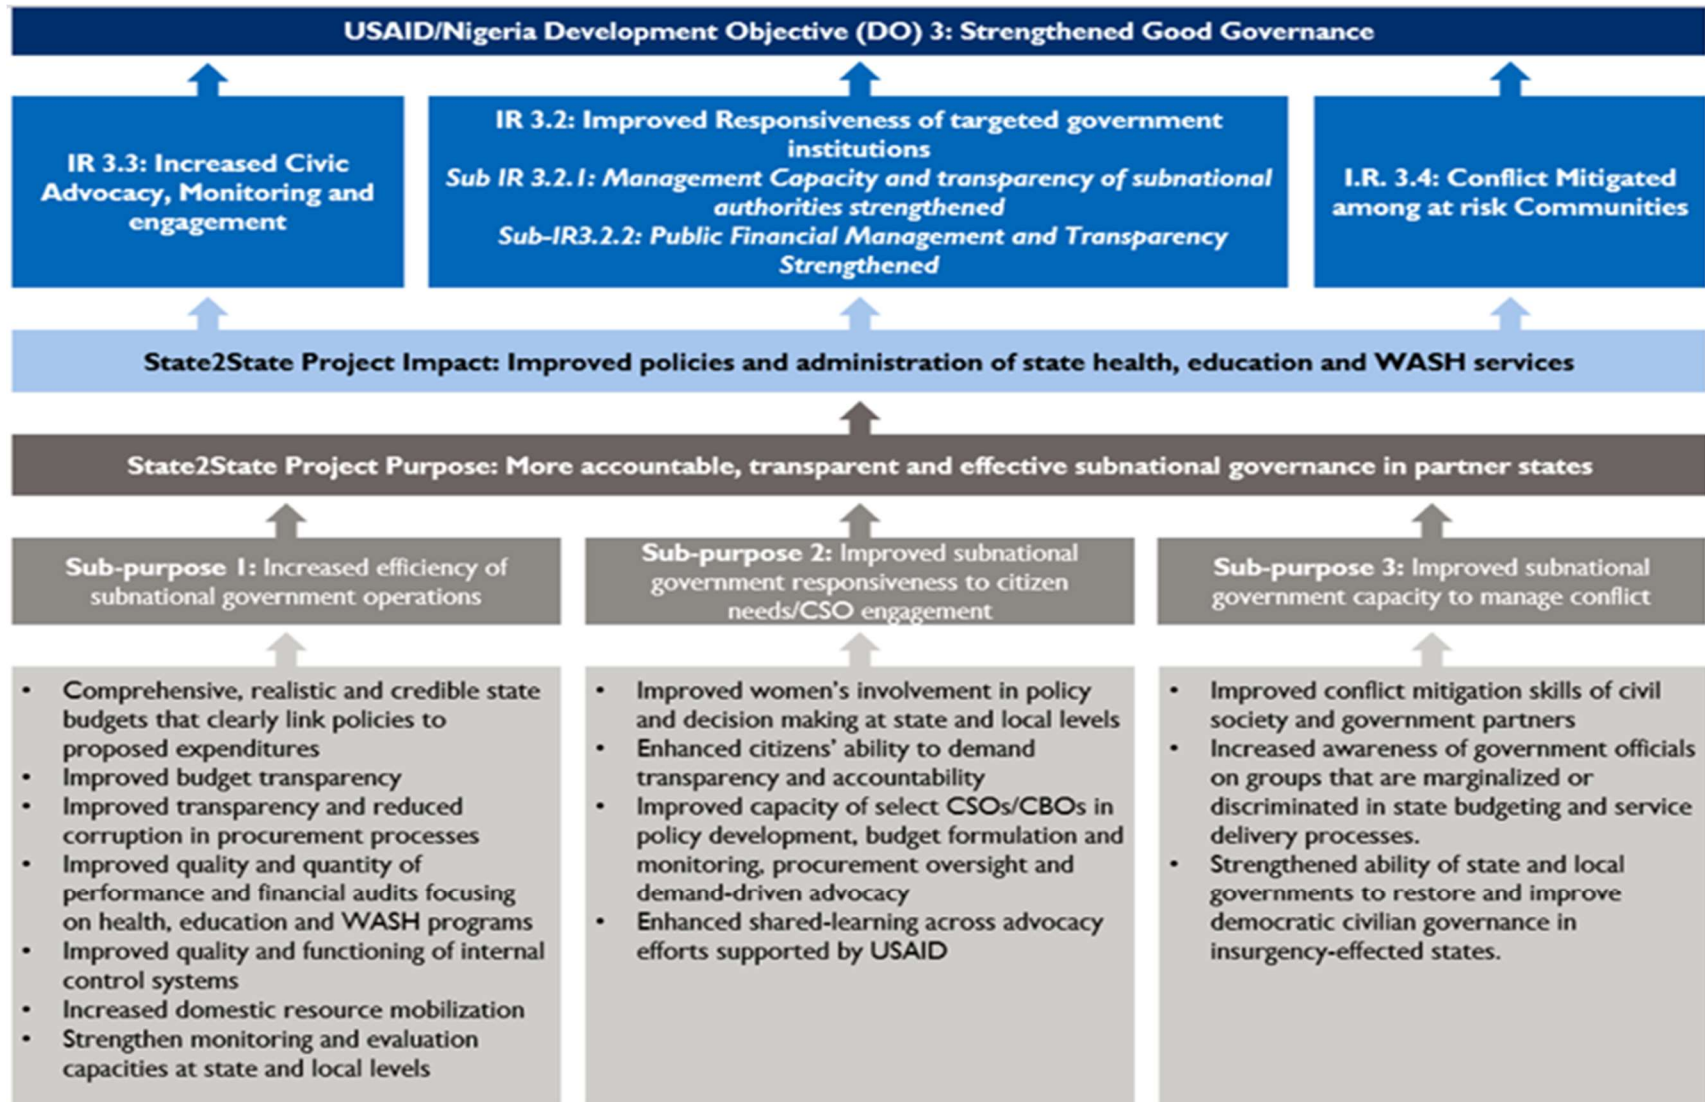 USAID/Nigeria Development Objective (DO) 3: Strengthened Good Governance
IR 3.3: Increased Civic
Advocacy, Monitoring and
engagement
IR 3.2: Improved Responsiveness of targeted government
institutions
Sub IR 3.2.1: Management Capacity and transparency of subnational
authorities strengthened
Sub-IR3.2.2: Public Financial Management and Transparency
Strengthened
I.R. 3.4: Conflict Mitigated
among at risk Communities
State2State Project Impact: Improved policies and administration of state health, education and WASH services
State2State Project Purpose: More accountable, transparent and effective subnational governance in partner states
Sub-purpose 1: Increased efficiency of
subnational government operations
Sub-purpose 2: Improved subnational
government responsiveness to citizen
needs/CSO engagement
Sub-purpose 3: Improved subnational
government capacity to manage conflict
• Comprehensive, realistic and credible state
budgets that clearly link policies to
proposed expenditures
• Improved budget transparency
• Improved transparency and reduced
corruption in procurement processes
• Improved quality and quantity of
performance and financial audits focusing
on health, education and WASH programs
• Improved quality and functioning of internal
control systems
• Increased domestic resource mobilization
• Strengthen monitoring and evaluation
capacities at state and local levels
• Improved women's involvement in policy
and decision making at state and local levels
• Enhanced citizens' ability to demand
transparency and accountability
• Improved capacity of select CSOs/CBOs in
policy development, budget formulation and
monitoring, procurement oversight and
demand-driven advocacy
• Enhanced shared-learning across advocacy
efforts supported by USAID
• Improved conflict mitigation skills of civil
society and government partners
• Increased awareness of government officials
on groups that are marginalized or
discriminated in state budgeting and service
delivery processes.
• Strengthened ability of state and local
governments to restore and improve
democratic civilian governance in
insurgency-effected states.